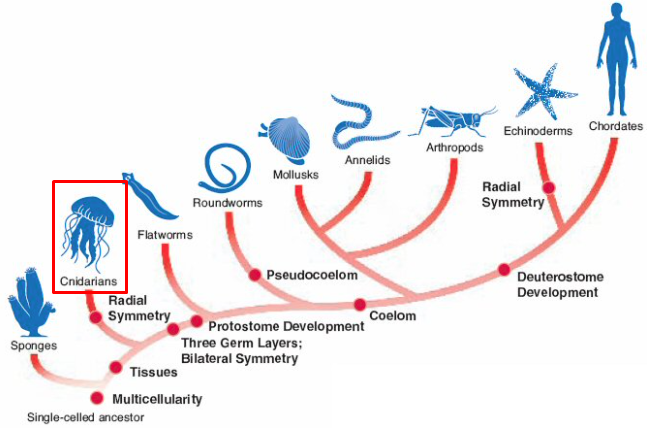 Chordates
Echinoderms
Arthropods
Annelids
Mollusks
Radial
Symmetry
Roundworms
Flatworms
Cnidarians
Pseudocoelom
Deuterostome
Development
Radial
Symmetry
Coelom
Protostome Development
Three Germ Layers;
Bilateral Symmetry
Sponges
Tissues
Multicellularity
Single-celled ancestor